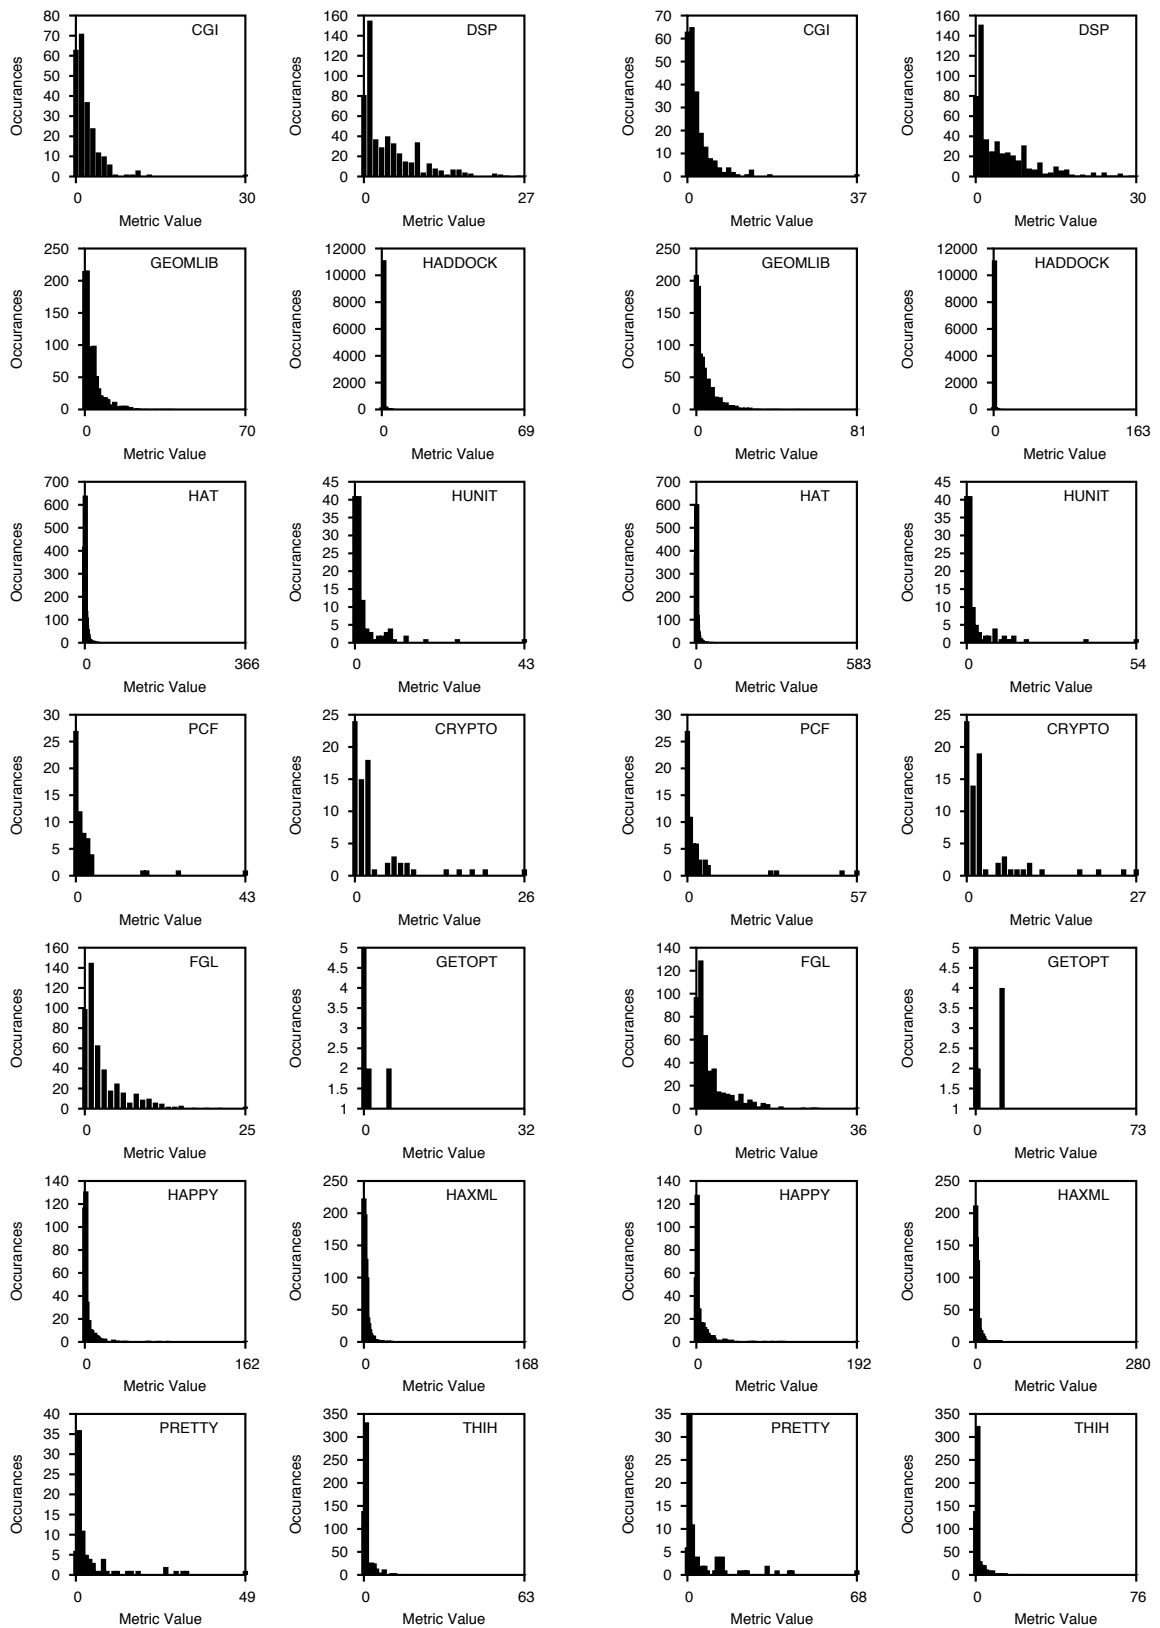 CGI
80
70
60
50
40
30
20
10
0
Occurances
0 30
Metric Value
DSP
160
140
120
100
80
60
40
20
0
Occurances
0 27
Metric Value
CGI
70
60
50
40
30
20
10
0
Occurances
0 37
Metric Value
DSP
160
140
120
100
80
60
40
20
0
Occurances
0 30
Metric Value
GEOMLIB
250
200
150
100
50
0
Occurances
0 70
Metric Value
HADDOCK
12000
10000
8000
6000
4000
2000
0
Occurances
0 69
Metric Value
GEOMLIB
250
200
150
100
50
0
Occurances
0 81
Metric Value
HADDOCK
12000
10000
8000
6000
4000
2000
0
Occurances
0 163
Metric Value
HAT
700
600
500
400
300
200
100
0
Occurances
0 366
Metric Value
HUNIT
45
40
35
30
25
20
15
10
5
0
Occurances
0 43
Metric Value
HAT
700
600
500
400
300
200
100
0
Occurances
0 583
Metric Value
HUNIT
45
40
35
30
25
20
15
10
5
0
Occurances
0 54
Metric Value
PCF
30
25
20
15
10
5
0
Occurances
0 43
Metric Value
CRYPTO
25
20
15
10
5
0
Occurances
0 26
Metric Value
PCF
30
25
20
15
10
5
0
Occurances
0 57
Metric Value
CRYPTO
25
20
15
10
5
0
Occurances
0 27
Metric Value
FGL
160
140
120
100
80
60
40
20
0
Occurances
0 25
Metric Value
GETOPT
5
4.5
4
3.5
3
2.5
2
1.5
1
Occurances
0 32
Metric Value
FGL
140
120
100
80
60
40
20
0
Occurances
0 36
Metric Value
GETOPT
5
4.5
4
3.5
3
2.5
2
1.5
1
Occurances
0 73
Metric Value
HAPPY
140
120
100
80
60
40
20
0
Occurances
0 162
Metric Value
HAXML
250
200
150
100
50
0
Occurances
0 168
Metric Value
HAPPY
140
120
100
80
60
40
20
0
Occurances
0 192
Metric Value
HAXML
250
200
150
100
50
0
Occurances
0 280
Metric Value
PRETTY
40
35
30
25
20
15
10
5
0
Occurances
0 49
Metric Value
THIH
350
300
250
200
150
100
50
0
Occurances
0 63
Metric Value
PRETTY
35
30
25
20
15
10
5
0
Occurances
0 68
Metric Value
THIH
350
300
250
200
150
100
50
0
Occurances
0 76
Metric Value